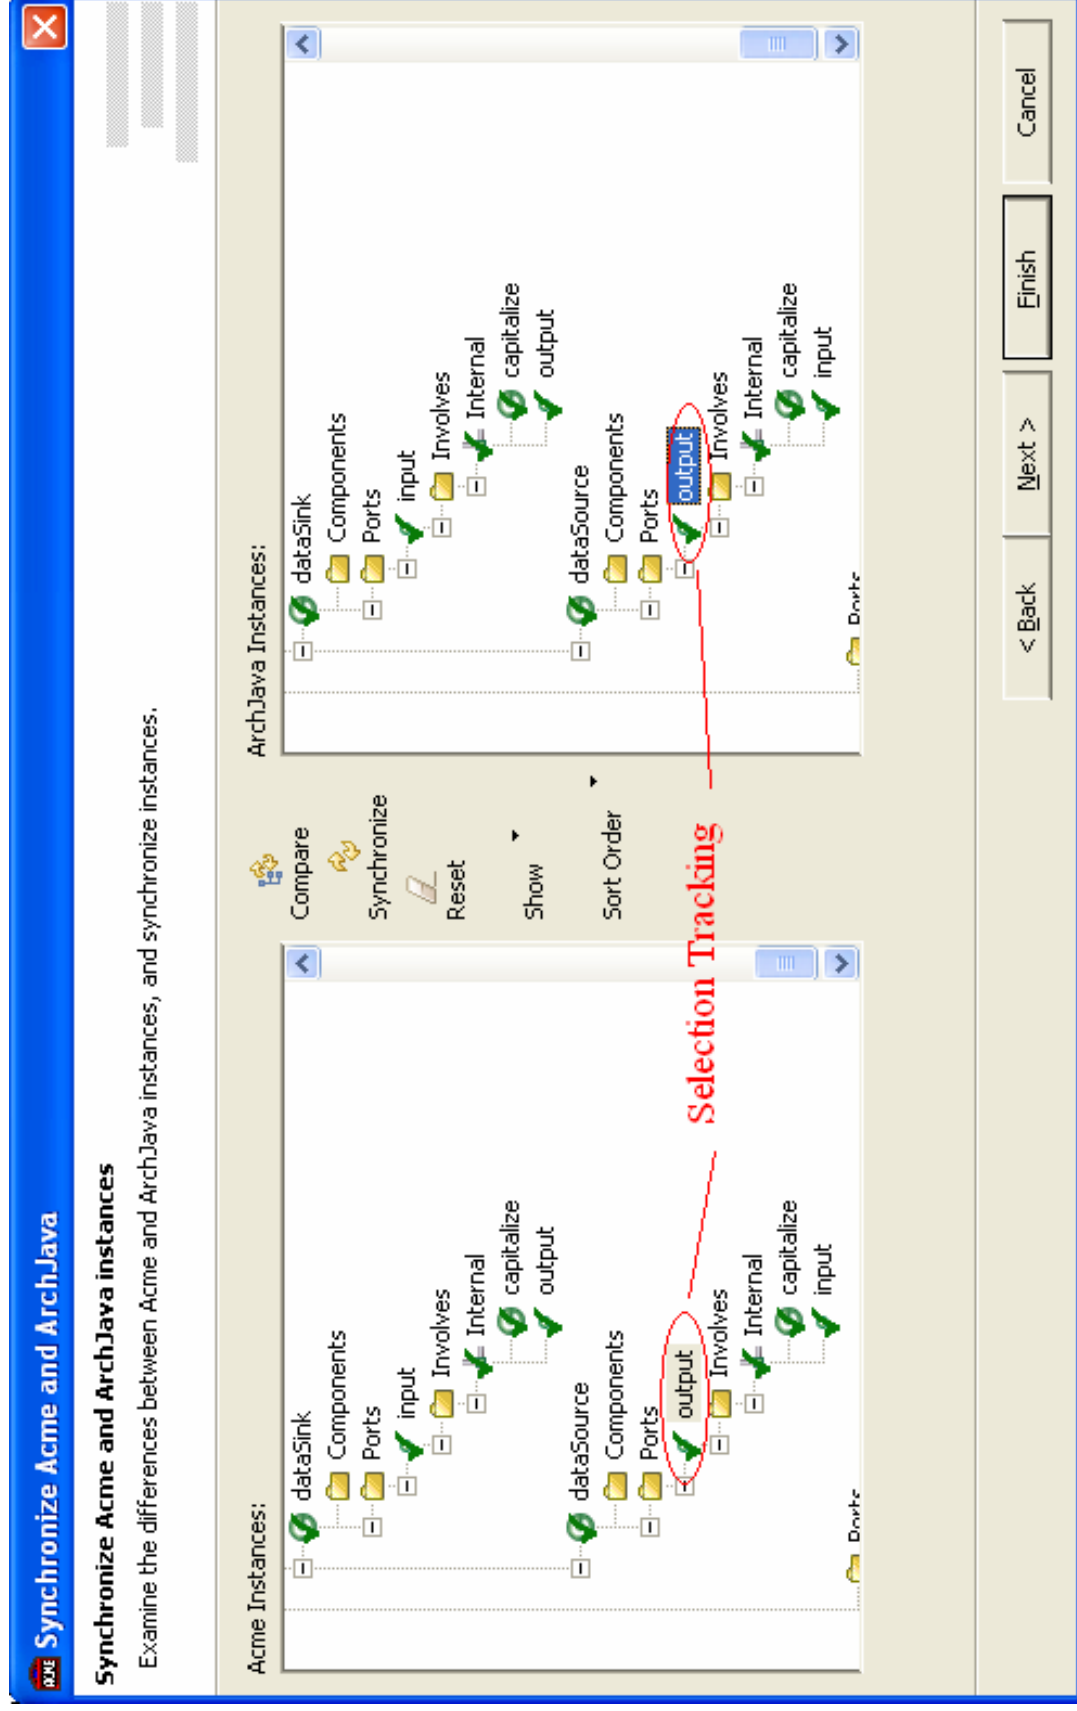 ACME Synchronize Acme and ArchJava
Synchronize Acme and ArchJava instances
Examine the differences between Acme and ArchJava instances, and synchronize instances.
Acme Instances:
dataSink
Components
Ports
input
Involves
Internal
capitalize
output
dataSource
Components
Ports
output
Involves
Internal
capitalize
input
Ports
Compare
Synchronize
Reset
Show
Sort Order
Selection Tracking
ArchJava Instances:
dataSink
Components
Ports
input
Involves
Internal
capitalize
output
dataSource
Components
Ports
output
Involves
Internal
capitalize
input
Ports
< Back
Next >
Finish
Cancel